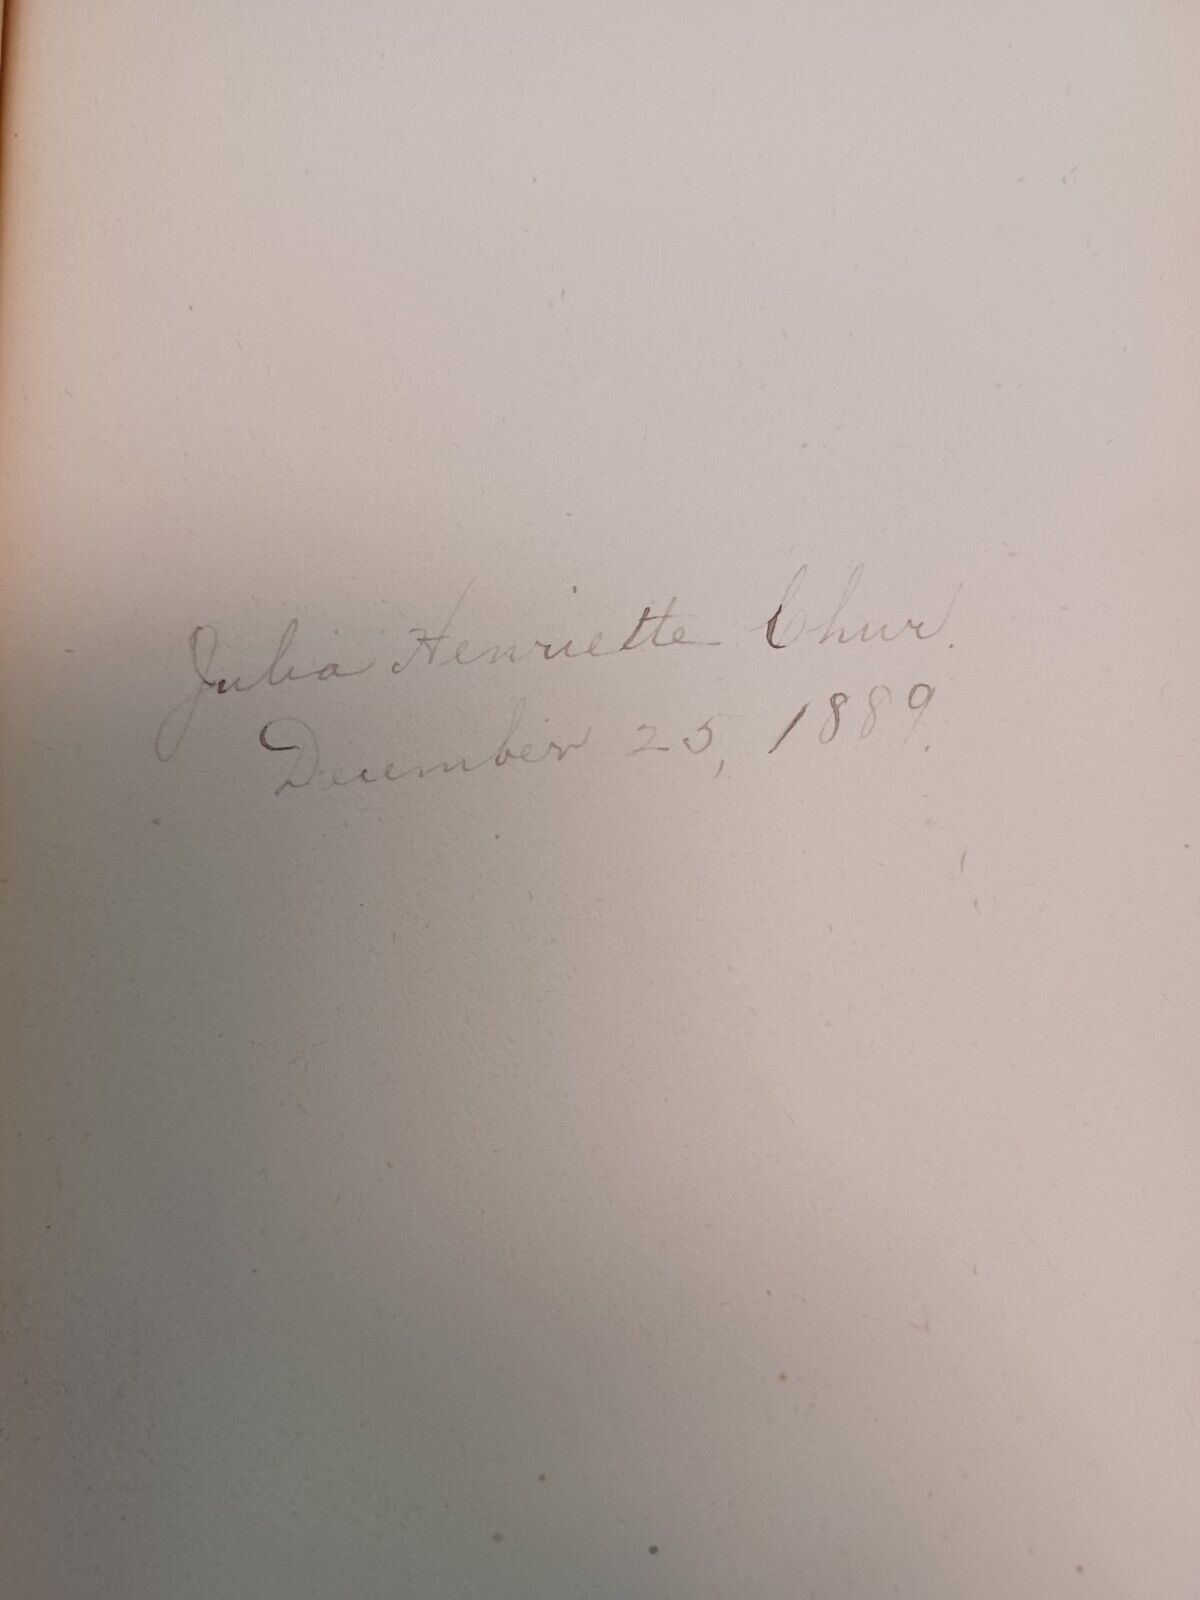 Julia Henriette Chur.
December 25, 1889.